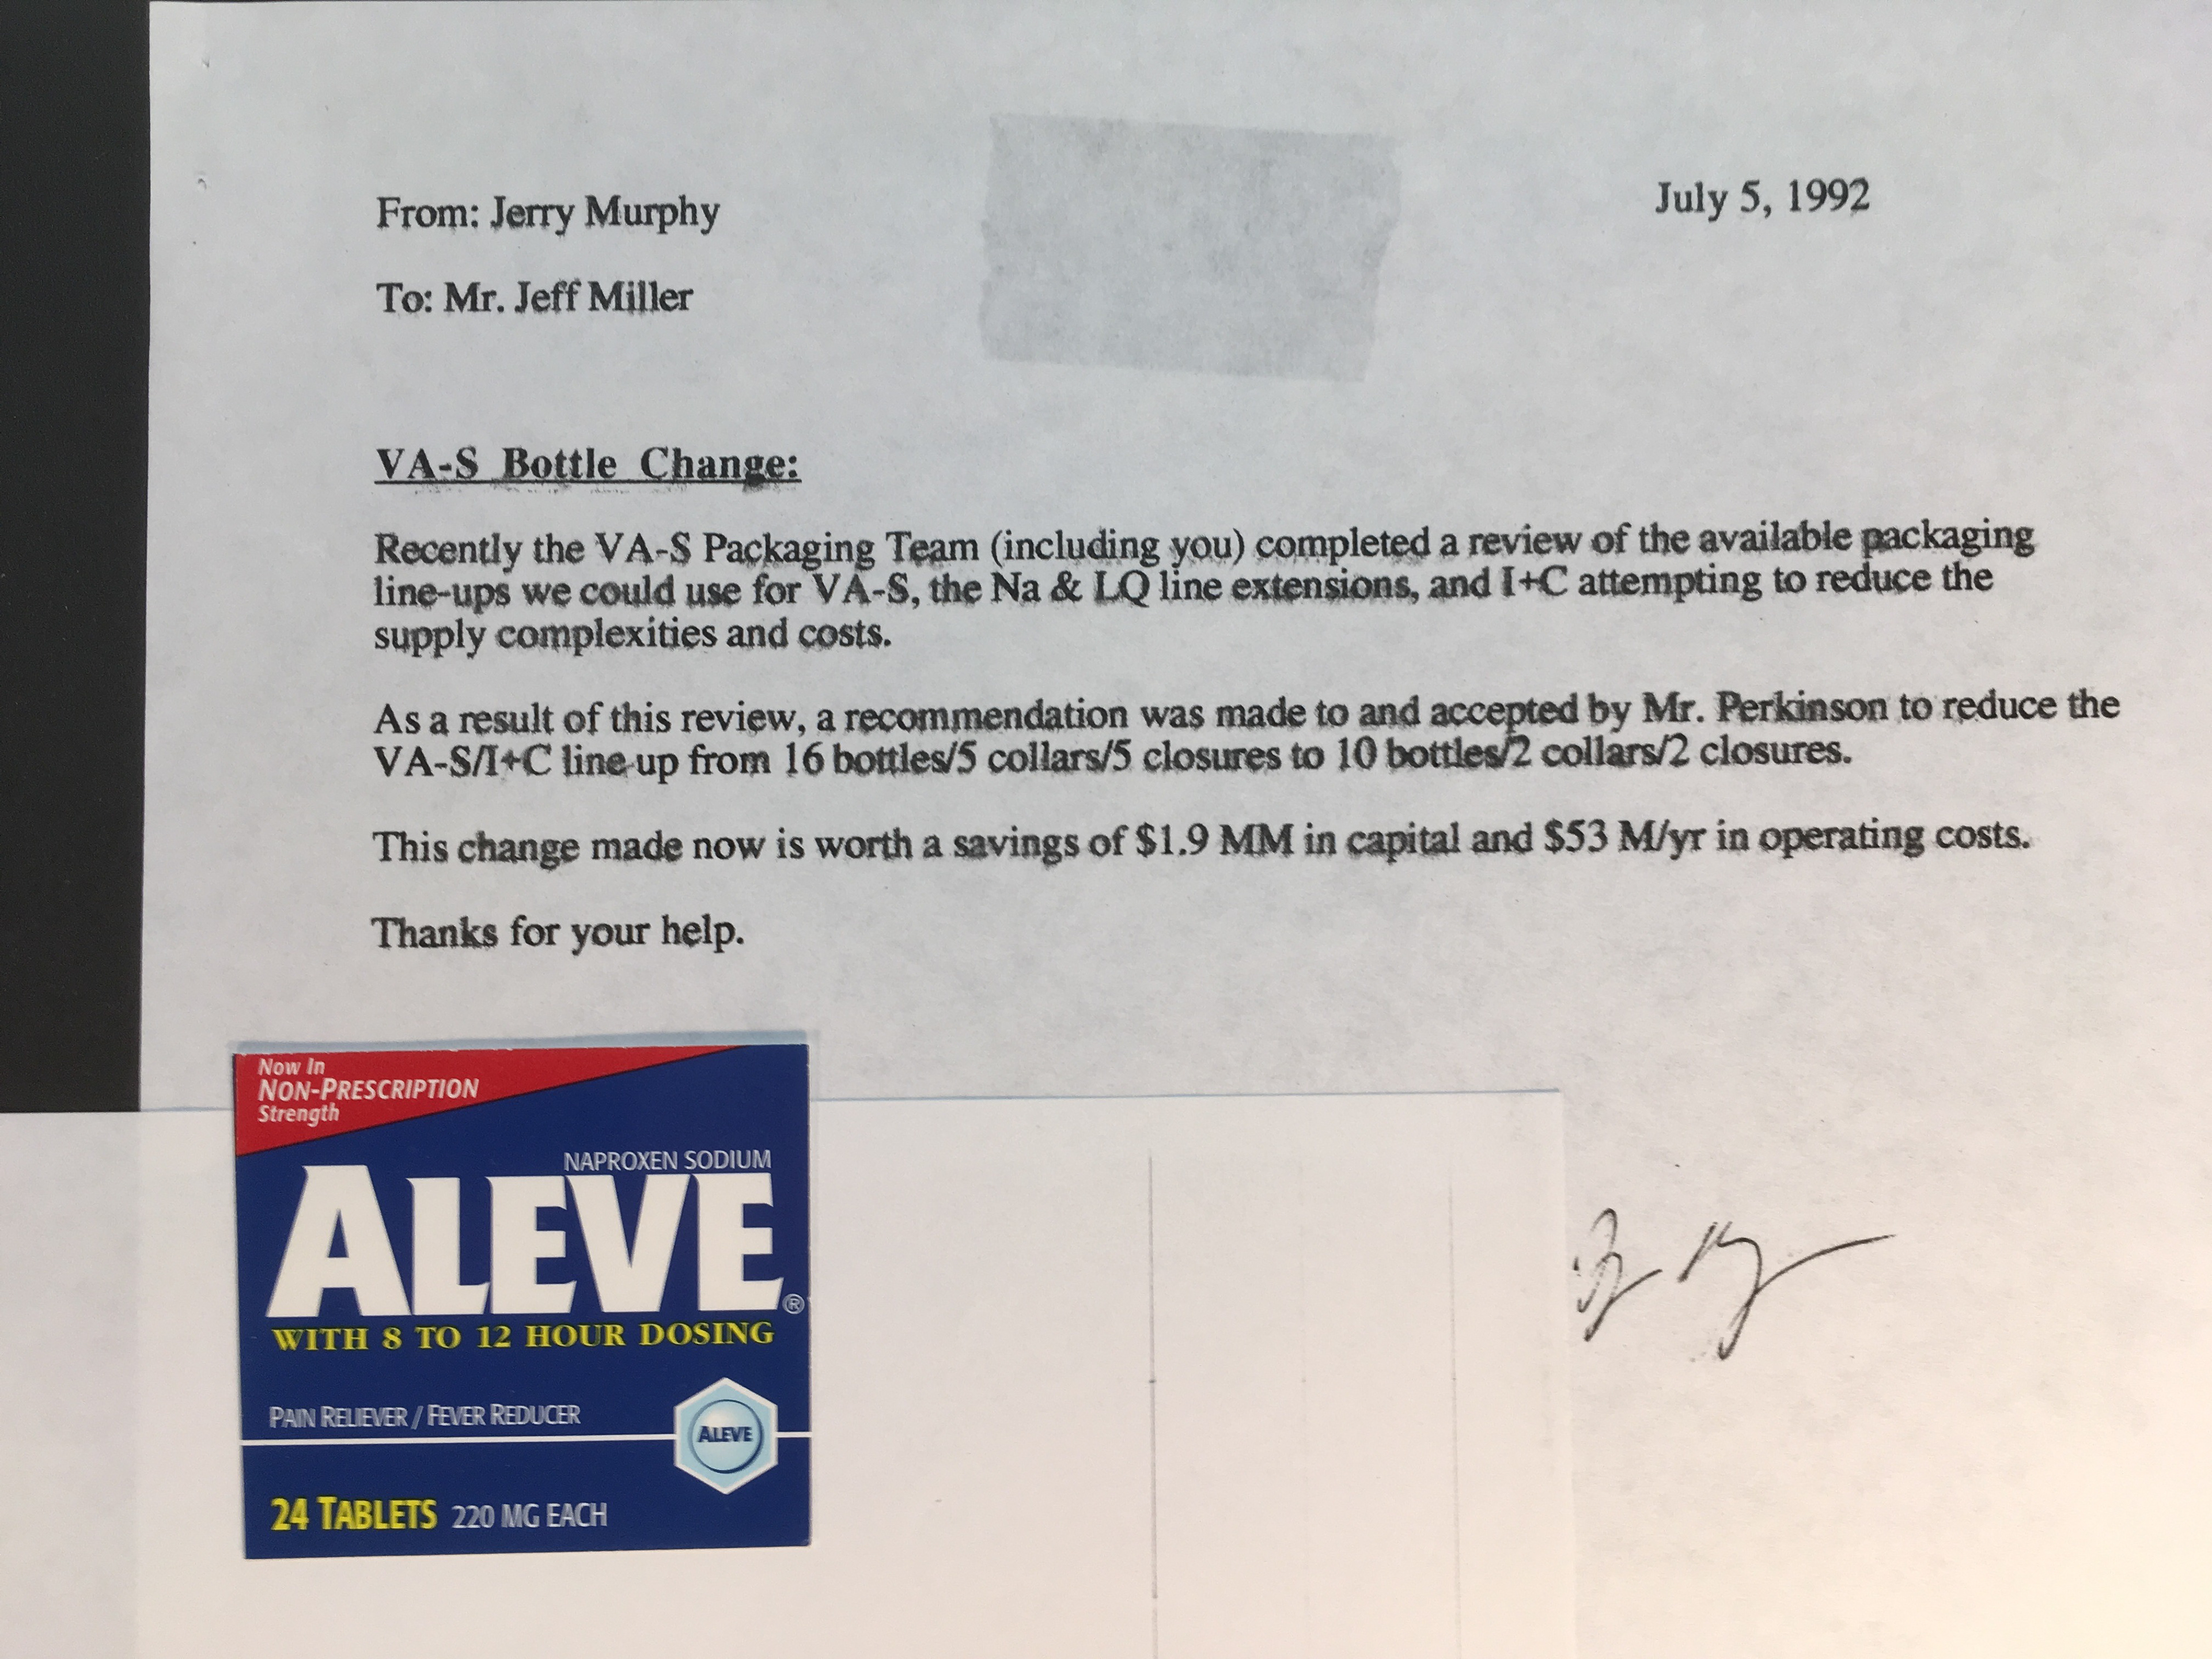 From: Jerry Murphy
July 5, 1992
To: Mr. Jeff Miller
VA-S Bottle Change:
Recently the VA-S Packaging Team (including you) completed a review of the available packaging
line-ups we could use for VA-S, the Na & LQ line extensions, and I+C attempting to reduce the
supply complexities and costs.
As a result of this review, a recommendation was made to and accepted by Mr. Perkinson to reduce the
VA-S/I+C line-up from 16 bottles/5 collars/5 closures to 10 bottles/2 collars/2 closures.
This change made now is worth a savings of $1.9 MM in capital and $53 M/yr in operating costs.
Thanks for your help.
Now In
NON-PRESCRIPTION
Strength
NAPROXEN SODIUM
ALEVE®
WITH 8 TO 12 HOUR DOSING
PAIN RELIEVER / FEVER REDUCER
ALEVE
24 TABLETS 220 MG EACH